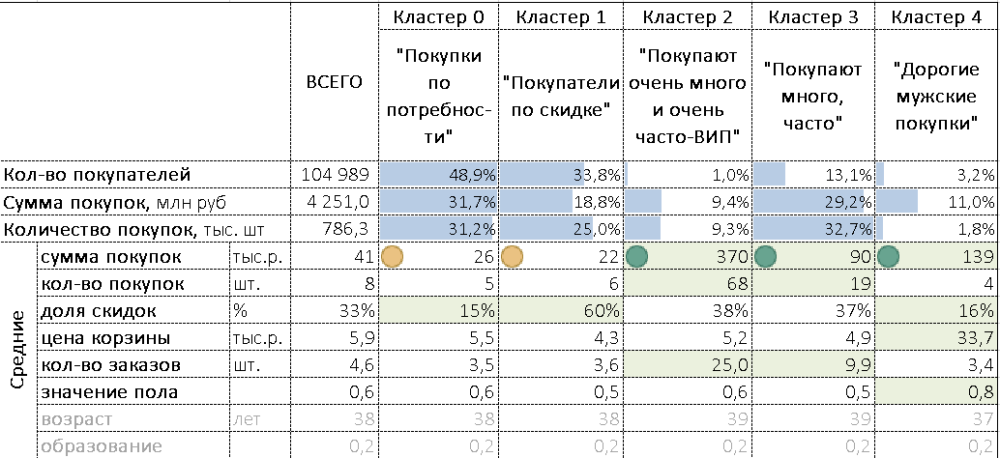 Кластер 0 Кластер 1 Кластер 2 Кластер 3 Кластер 4
ВСЕГО "Покупки по потребнос-ти" "Покупатели по скидке" "Покупают очень много и очень часто-ВИП" "Покупают много, часто" "Дорогие мужские покупки"
Кол-во покупателей 104 989 48,9% 33,8% 1,0% 13,1% 3,2%
Сумма покупок, млн руб 4 251,0 31,7% 18,8% 9,4% 29,2% 11,0%
Количество покупок, тыс. шт 786,3 31,2% 25,0% 9,3% 32,7% 1,8%
Средние
сумма покупок тыс.р. 41 26 22 370 90 139
кол-во покупок шт. 8 5 6 68 19 4
доля скидок % 33% 15% 60% 38% 37% 16%
цена корзины тыс.р. 5,9 5,5 4,3 5,2 4,9 33,7
кол-во заказов шт. 4,6 3,5 3,6 25,0 9,9 3,4
значение пола 0,6 0,6 0,5 0,6 0,5 0,8
возраст лет 38 38 38 39 39 37
образование 0,2 0,2 0,2 0,2 0,2 0,2